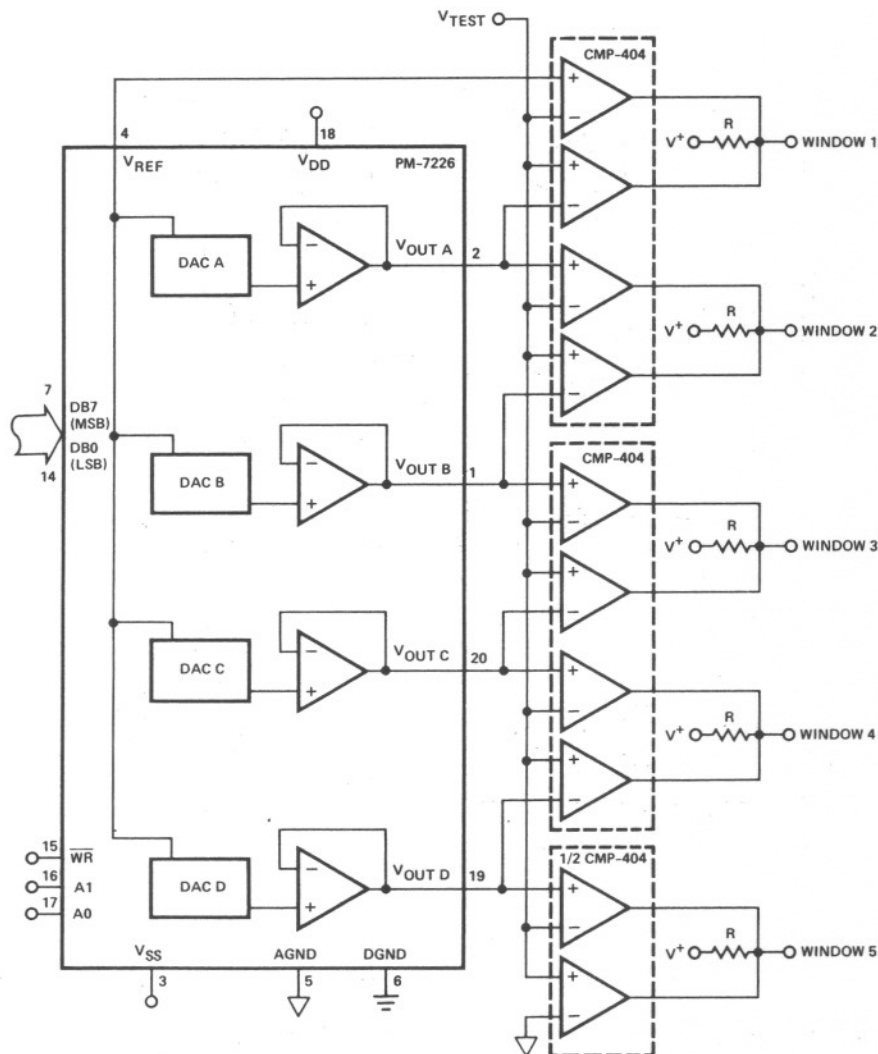 VTEST
CMP-404
+
−
+
−
V+
R
WINDOW 1
4
18
VREF
VDD
PM-7226
DAC A
−
+
VOUT A
2
+
−
+
−
V+
R
WINDOW 2
7
DB7
(MSB)
DB0
(LSB)
14
DAC B
−
+
VOUT B
1
CMP-404
+
−
+
−
V+
R
WINDOW 3
DAC C
−
+
VOUT C
20
+
−
+
−
V+
R
WINDOW 4
15
WR
16
A1
17
A0
DAC D
−
+
VOUT D
19
1/2 CMP-404
+
−
+
−
V+
R
WINDOW 5
VSS
AGND
DGND
3
5
6